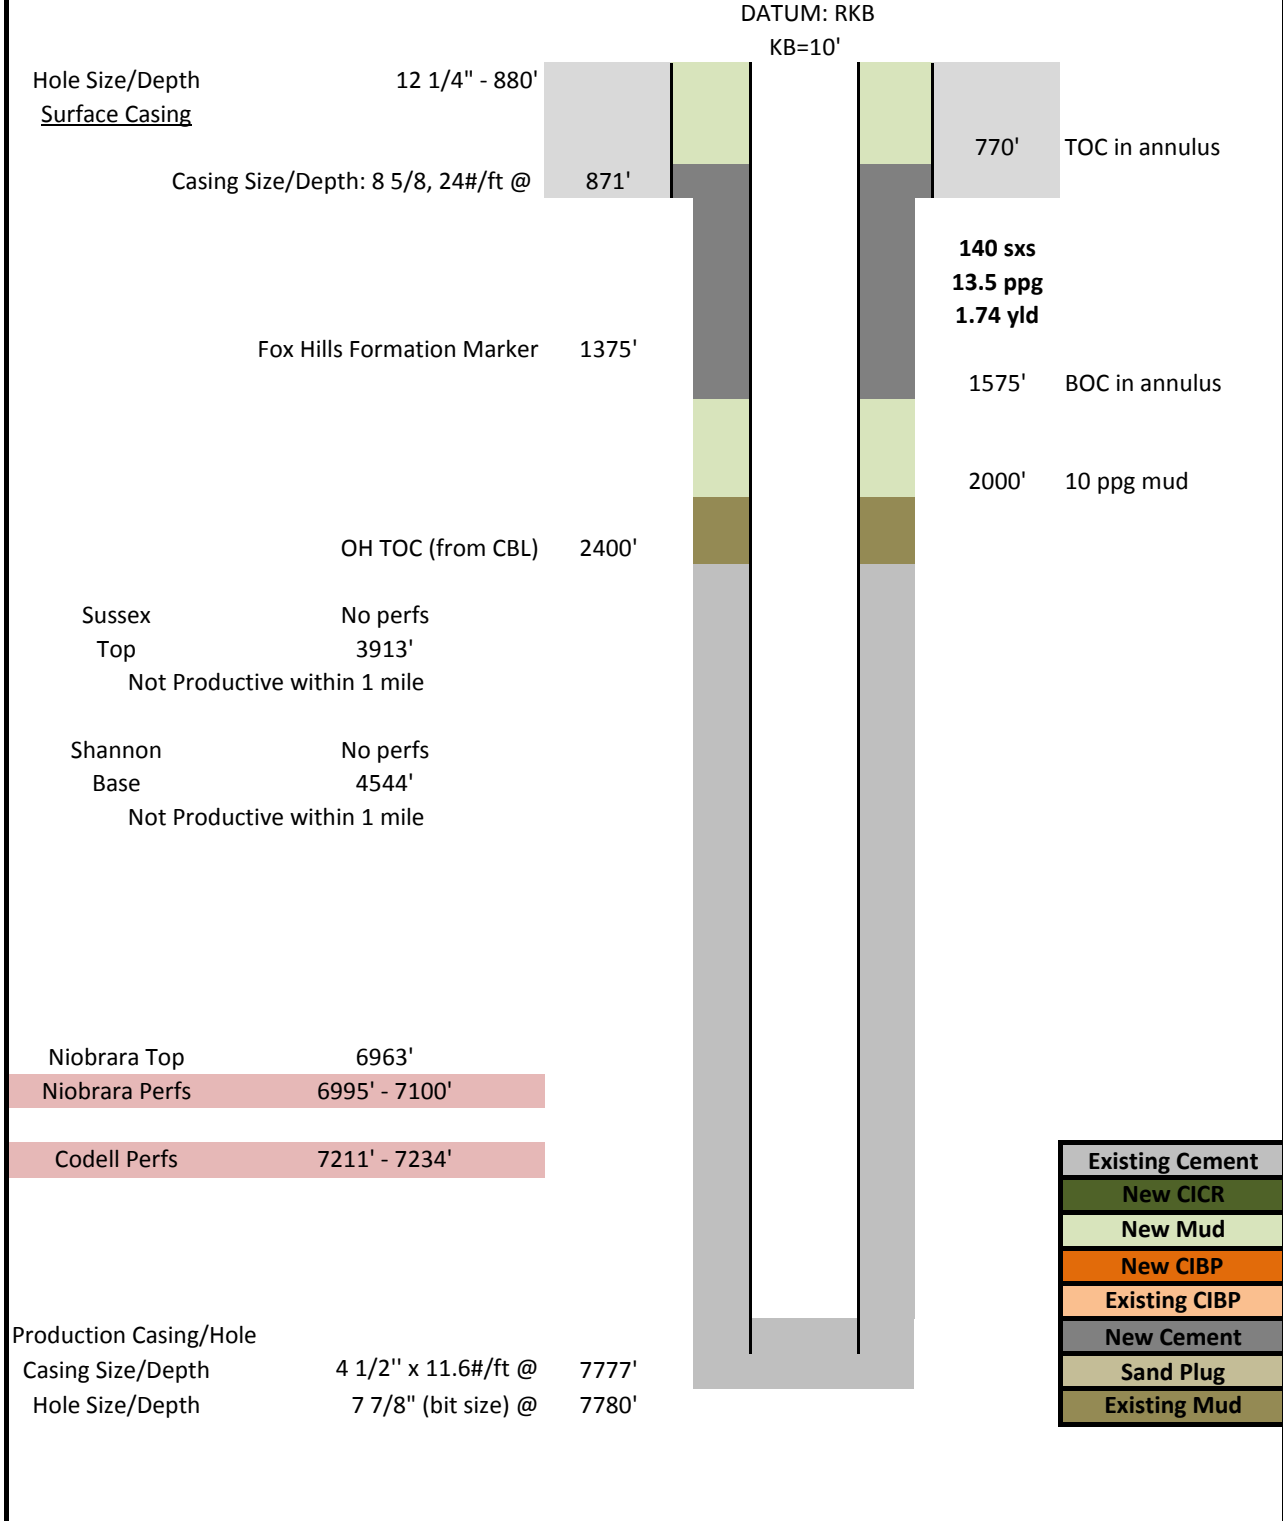 DATUM: RKB
KB=10'
Hole Size/Depth 12 1/4" - 880'
Surface Casing
770' TOC in annulus
Casing Size/Depth: 8 5/8, 24#/ft @ 871'
140 sxs
13.5 ppg
1.74 yld
Fox Hills Formation Marker 1375'
1575' BOC in annulus
2000' 10 ppg mud
OH TOC (from CBL) 2400'
Sussex No perfs
Top 3913'
Not Productive within 1 mile
Shannon No perfs
Base 4544'
Not Productive within 1 mile
Niobrara Top 6963'
Niobrara Perfs 6995' - 7100'
Codell Perfs 7211' - 7234'
Existing Cement
New CICR
New Mud
New CIBP
Existing CIBP
New Cement
Sand Plug
Existing Mud
Production Casing/Hole
Casing Size/Depth 4 1/2'' x 11.6#/ft @ 7777'
Hole Size/Depth 7 7/8" (bit size) @ 7780'